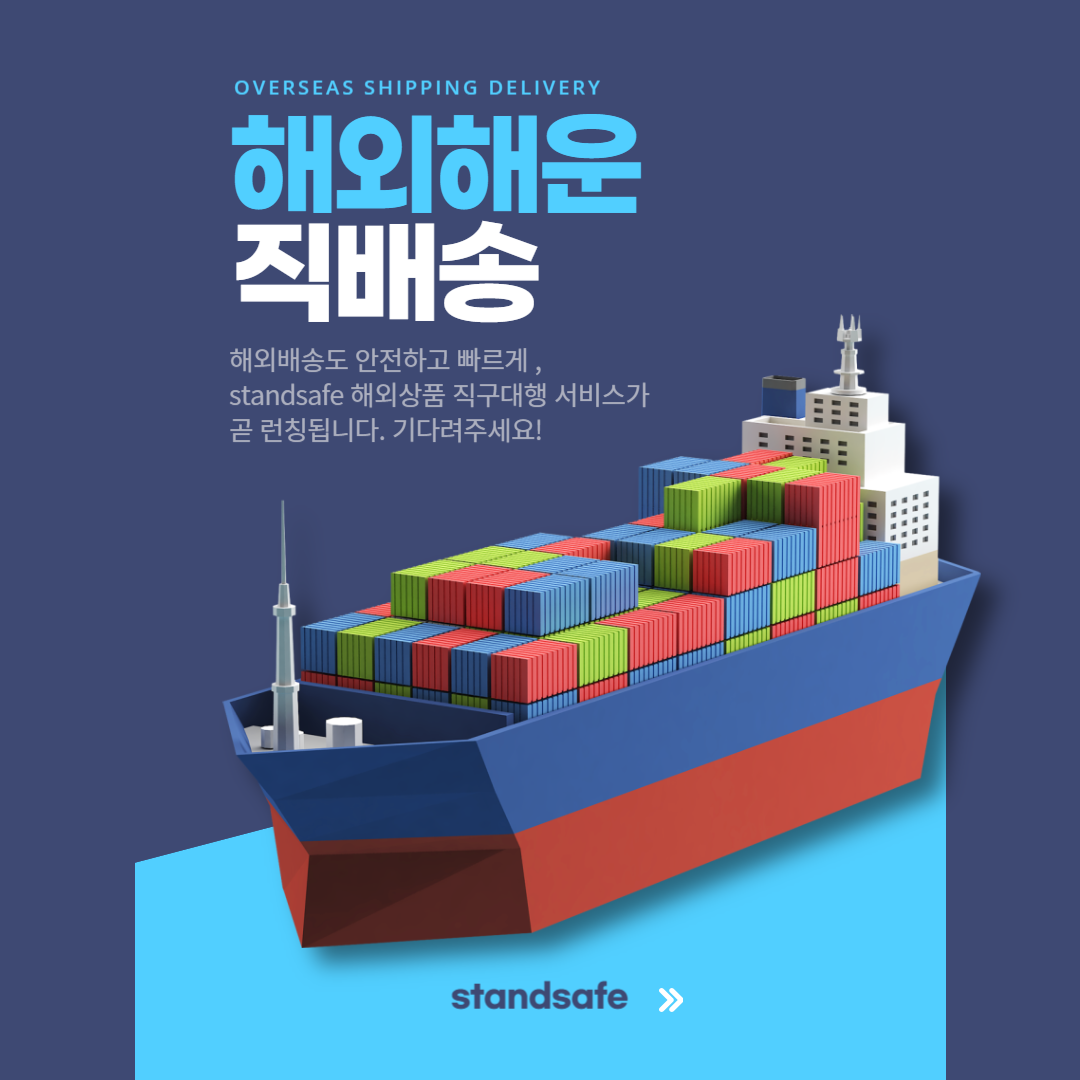 OVERSEAS SHIPPING DELIVERY
해외해운
직배송
해외배송도 안전하고 빠르게 ,
standsafe 해외상품 직구대행 서비스가
곧 런칭됩니다. 기다려주세요!
standsafe